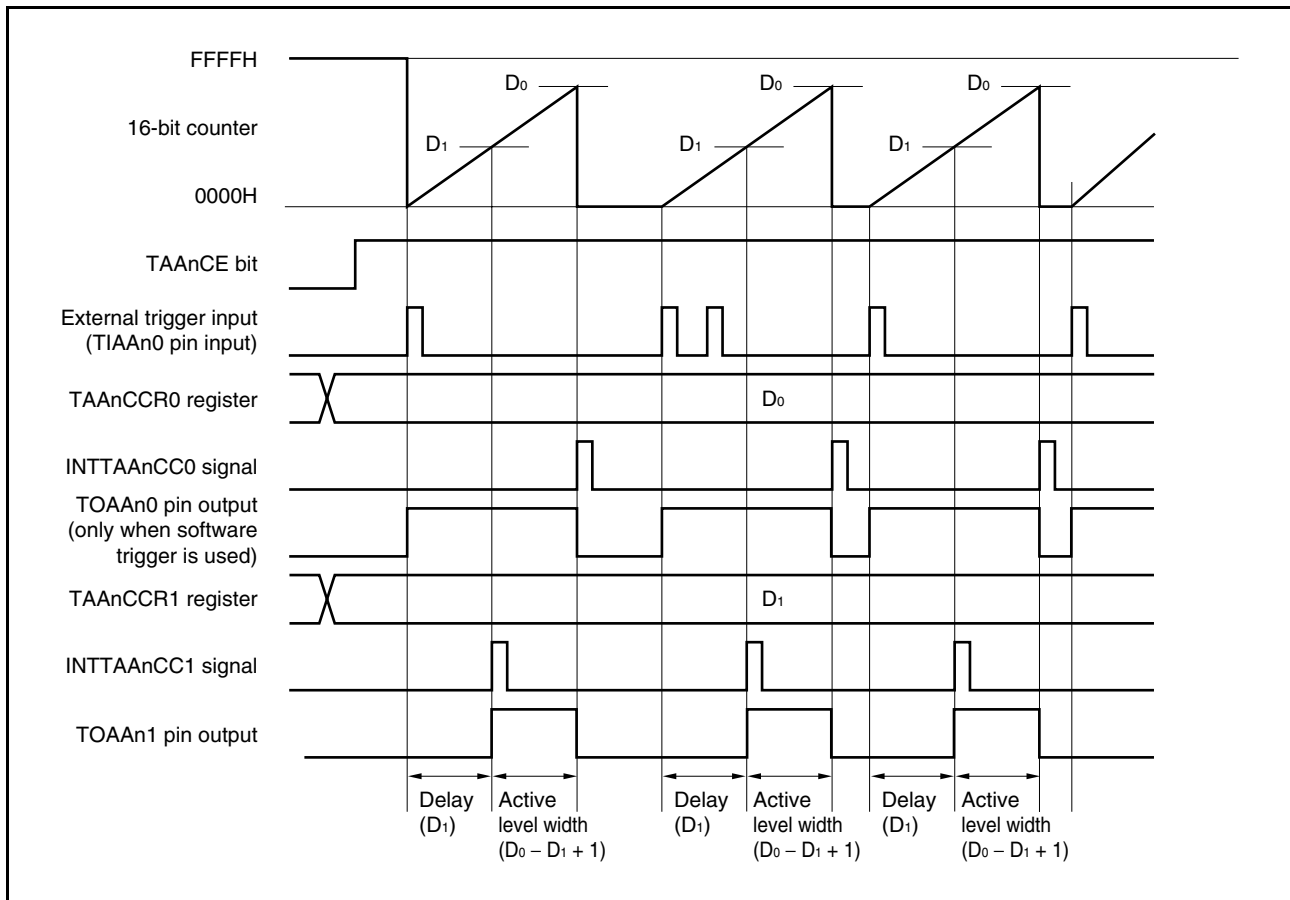 FFFFH
D0
D0
D0
16-bit counter
D1
D1
D1
0000H
TAAnCE bit
External trigger input
(TIAAn0 pin input)
TAAnCCR0 register
D0
INTTAAnCC0 signal
TOAAn0 pin output
(only when software
trigger is used)
TAAnCCR1 register
D1
INTTAAnCC1 signal
TOAAn1 pin output
Delay
(D1)
Active
level width
(D0 – D1 + 1)
Delay
(D1)
Active
level width
(D0 – D1 + 1)
Delay
(D1)
Active
level width
(D0 – D1 + 1)